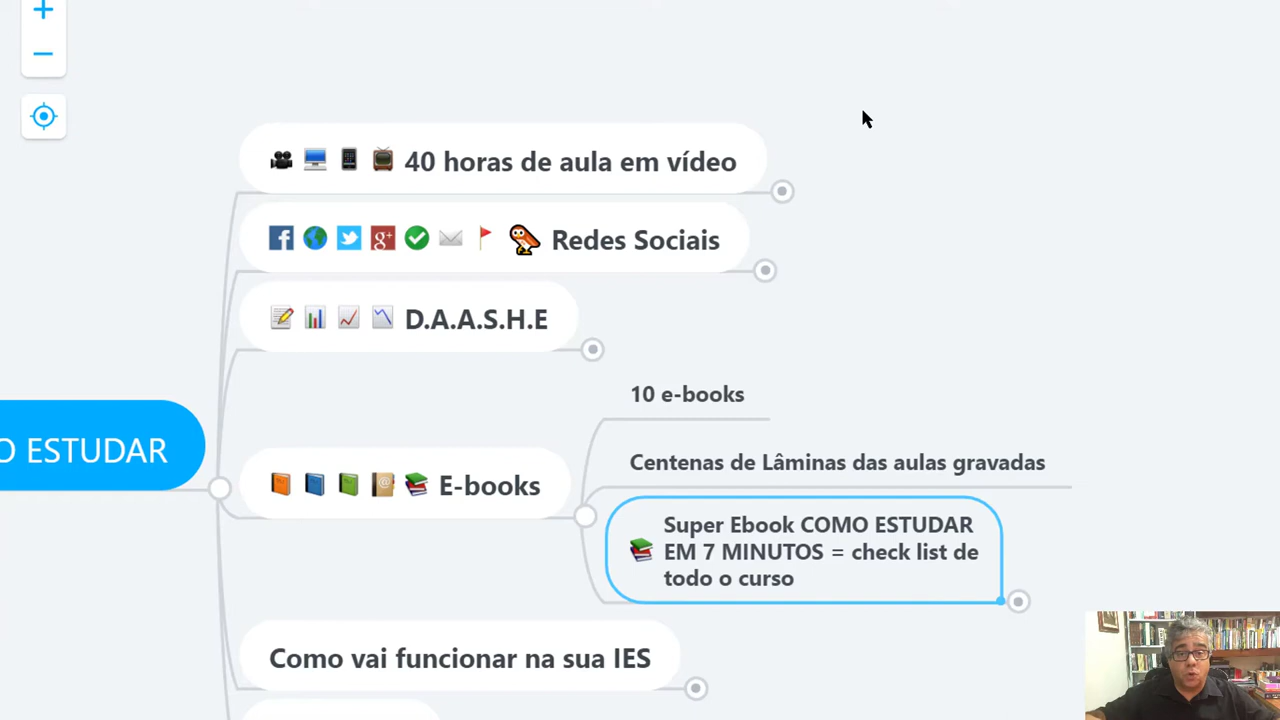 40 horas de aula em vídeo
Redes Sociais
D.A.A.S.H.E
O ESTUDAR
10 e-books
Centenas de Lâminas das aulas gravadas
E-books
Super Ebook COMO ESTUDAR
EM 7 MINUTOS = check list de
todo o curso
Como vai funcionar na sua IES